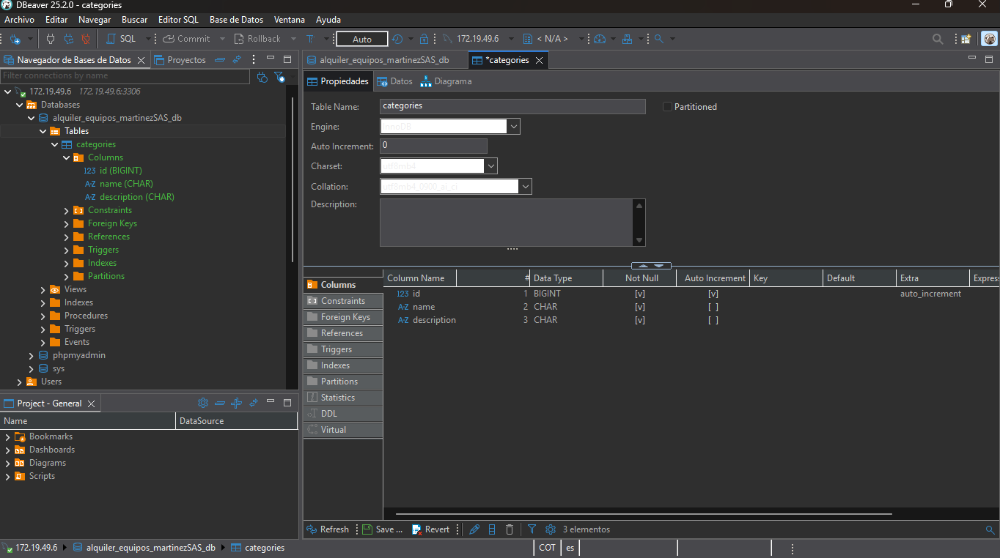 DBeaver 25.2.0 - categories
Archivo Editar Navegar Buscar Editor SQL Base de Datos Ventana Ayuda
SQL Commit Rollback T Auto 172.19.49.6 < N/A >
Navegador de Bases de Datos Proyectos
Filter connections by name
172.19.49.6 172.19.49.6:3306
Databases
alquiler_equipos_martinezSAS_db
Tables
categories
Columns
123 id (BIGINT)
A-Z name (CHAR)
A-Z description (CHAR)
Constraints
Foreign Keys
References
Triggers
Indexes
Partitions
Views
Indexes
Procedures
Triggers
Events
phpmyadmin
sys
Users
Project - General
Name DataSource
Bookmarks
Dashboards
Diagrams
Scripts
alquiler_equipos_martinezSAS_db *categories
Propiedades Datos Diagrama
Table Name: categories Partitioned
Engine: InnoDB
Auto Increment: 0
Charset: utf8mb4
Collation: utf8mb4_0900_ai_ci
Description:
Columns
Constraints
Foreign Keys
References
Triggers
Indexes
Partitions
Statistics
DDL
Virtual
Column Name # Data Type Not Null Auto Increment Key Default Extra Expres
123 id 1 BIGINT [v] [v] auto_increment
A-Z name 2 CHAR [v] [ ]
A-Z description 3 CHAR [v] [ ]
Refresh Save ... Revert 3 elementos
172.19.49.6 alquiler_equipos_martinezSAS_db categories COT es